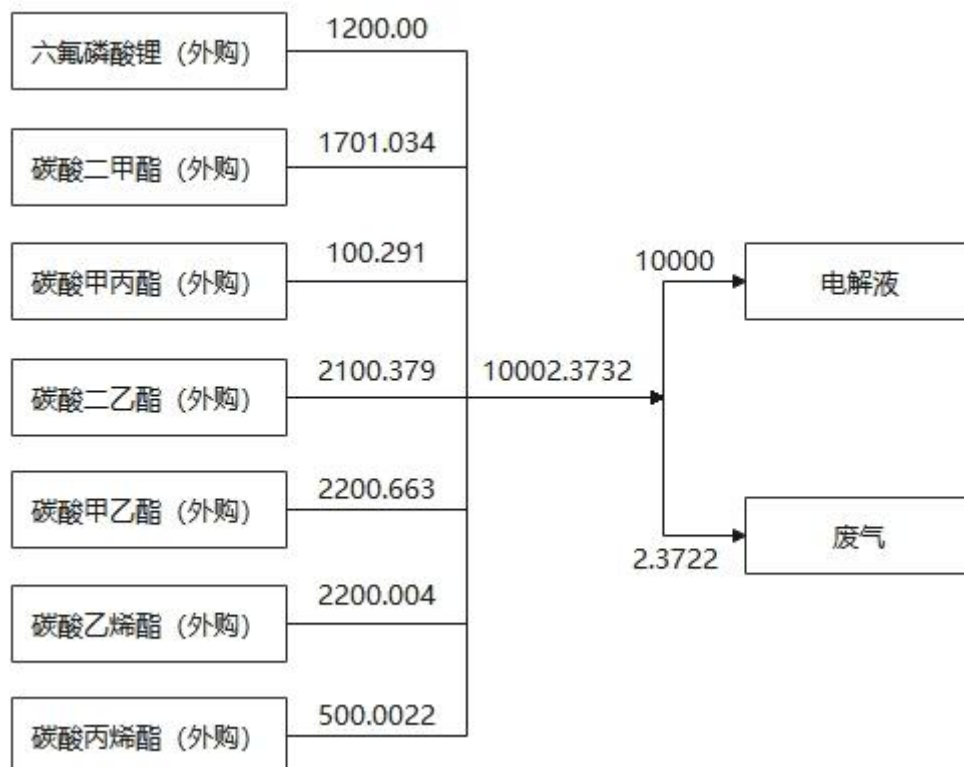 六氟磷酸锂（外购）
1200.00
碳酸二甲酯（外购）
1701.034
碳酸甲丙酯（外购）
100.291
碳酸二乙酯（外购）
2100.379
碳酸甲乙酯（外购）
2200.663
碳酸乙烯酯（外购）
2200.004
碳酸丙烯酯（外购）
500.0022
10002.3732
10000
电解液
2.3722
废气